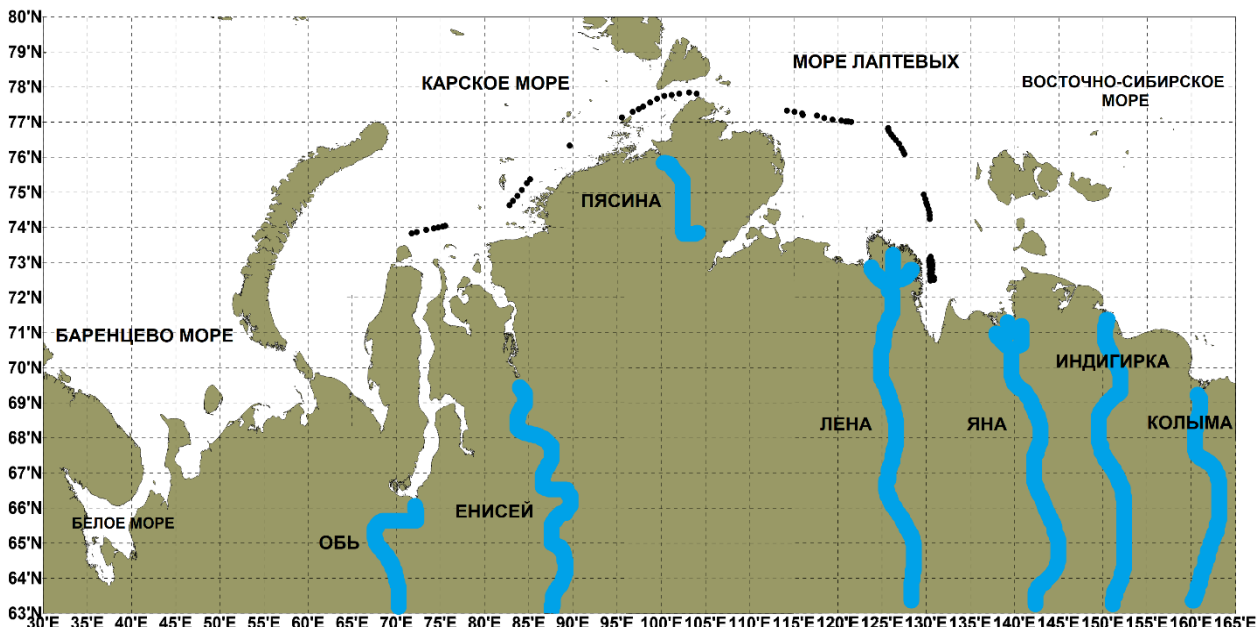 80'N
79'N
78'N
77'N
76'N
75'N
74'N
73'N
72'N
71'N
70'N
69'N
68'N
67'N
66'N
65'N
64'N
63'N
КАРСКОЕ МОРЕ
МОРЕ ЛАПТЕВЫХ
ВОСТОЧНО-СИБИРСКОЕ
МОРЕ
ПЯСИНА
БАРЕНЦЕВО МОРЕ
ИНДИГИРКА
ЛЕНА
ЯНА
КОЛЫМА
БЕЛОЕ МОРЕ
ЕНИСЕЙ
ОБЬ
30'E 35'E 40'E 45'E 50'E 55'E 60'E 65'E 70'E 75'E 80'E 85'E 90'E 95'E 100'E 105'E 110'E 115'E 120'E 125'E 130'E 135'E 140'E 145'E 150'E 155'E 160'E 165'E